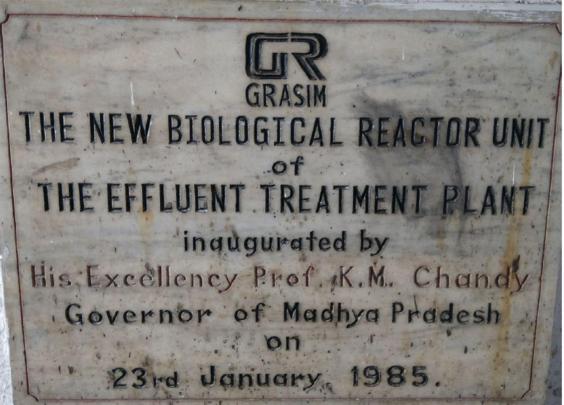 GR
GRASIM
THE NEW BIOLOGICAL REACTOR UNIT
of
THE EFFLUENT TREATMENT PLANT
inaugurated by
His Excellency Prof. K.M. Chandy
Governor of Madhya Pradesh
on
23rd January 1985.